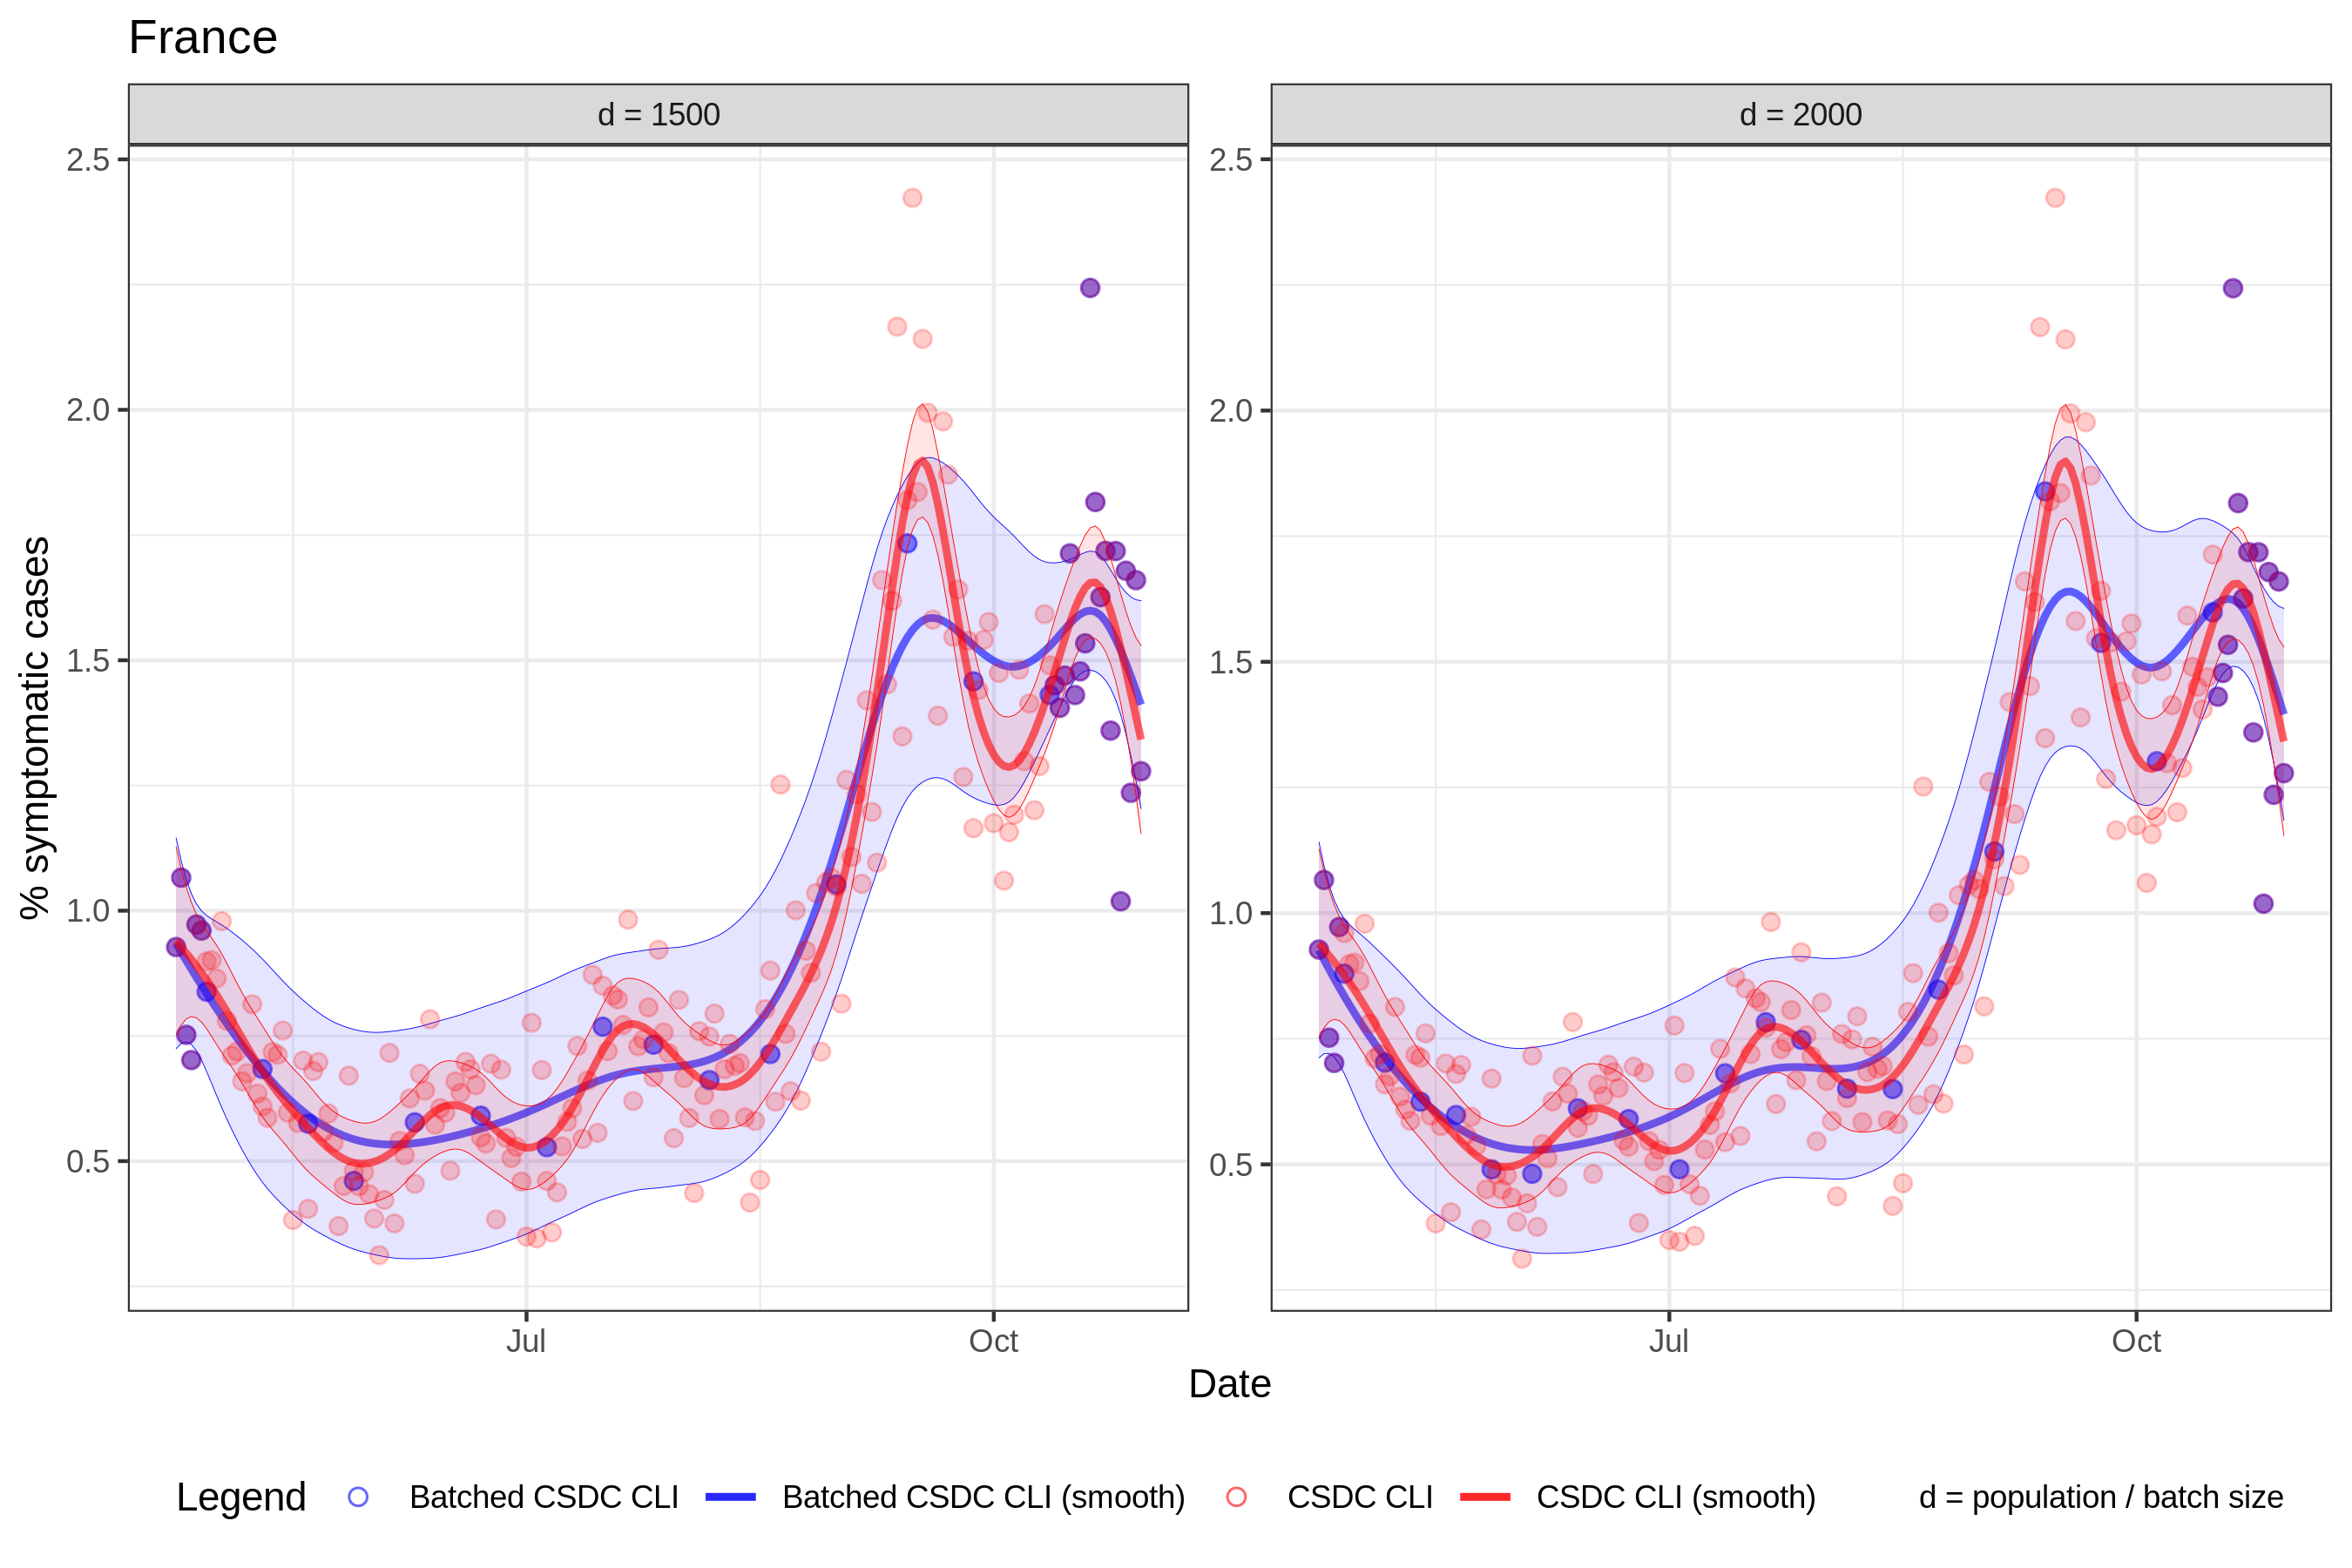 France
d = 1500
d = 2000
2.5
2.0
1.5
1.0
0.5
2.5
2.0
1.5
1.0
0.5
% symptomatic cases
Jul
Oct
Jul
Oct
Date
Legend
Batched CSDC CLI
Batched CSDC CLI (smooth)
CSDC CLI
CSDC CLI (smooth)
d = population / batch size